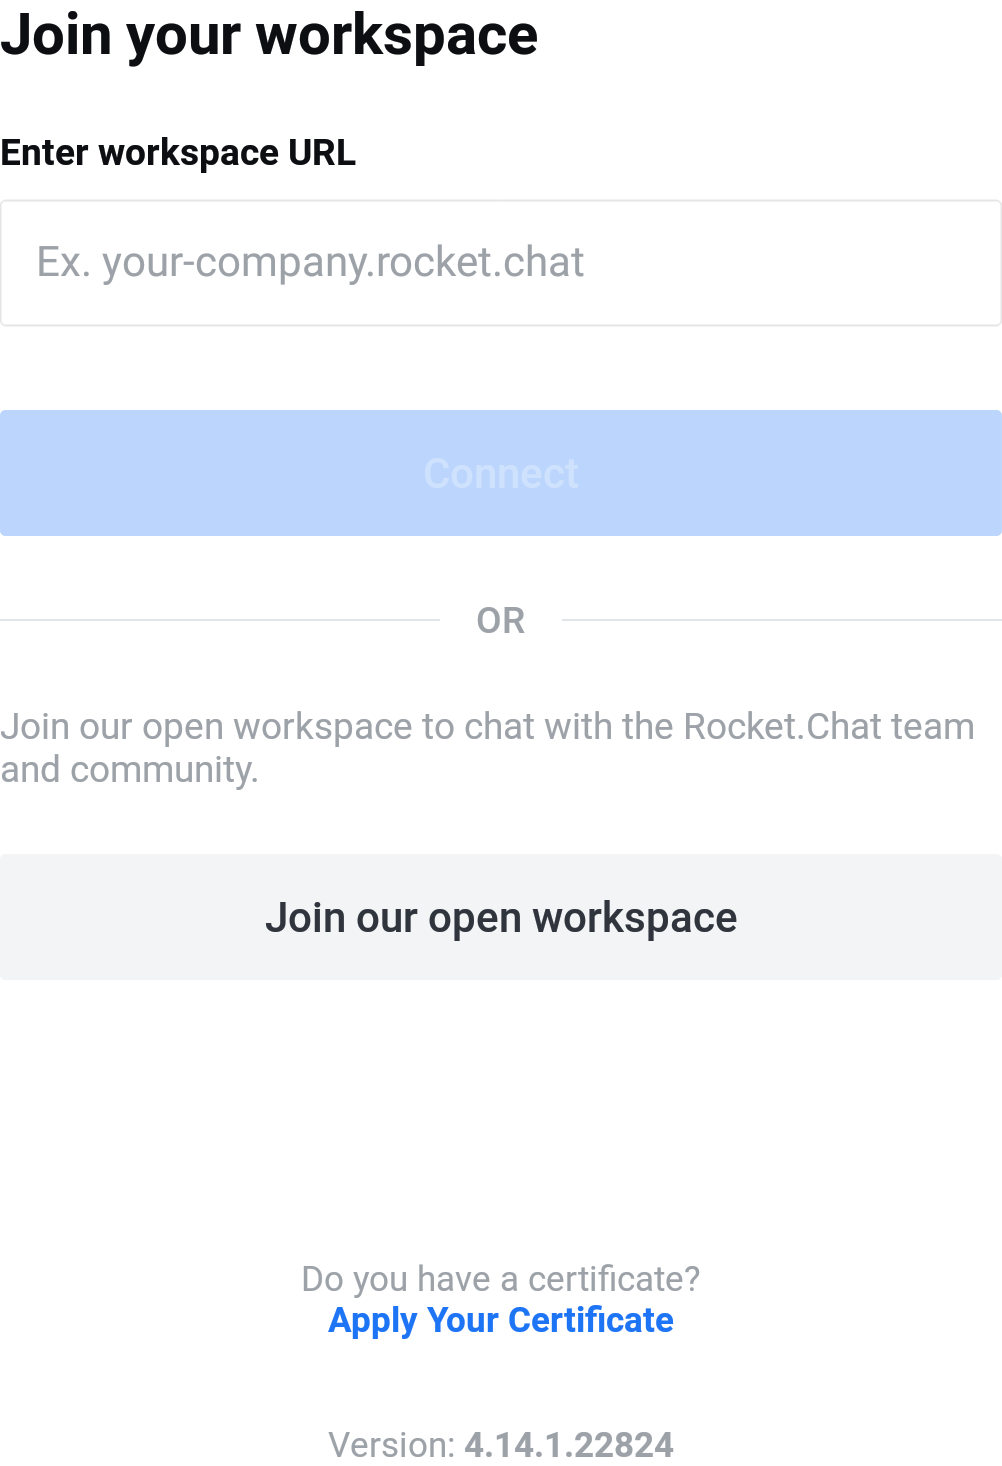 Join your workspace
Enter workspace URL
Ex. your-company.rocket.chat
Connect
OR
Join our open workspace to chat with the Rocket.Chat team
and community.
Join our open workspace
Do you have a certificate?
Apply Your Certificate
Version: 4.14.1.22824